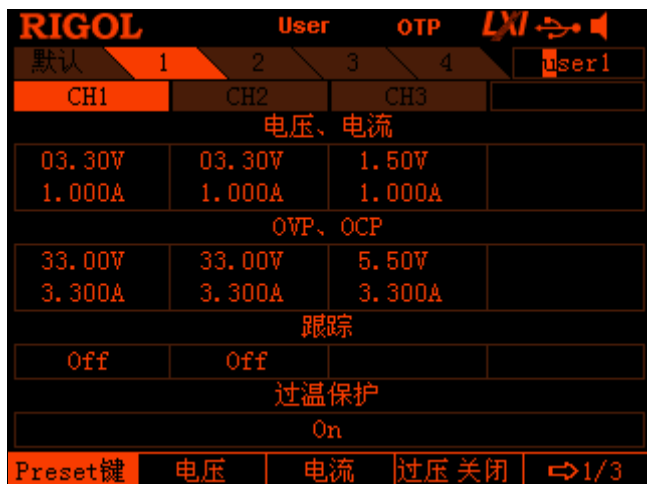 RIGOL User OTP LXI
默认 1 2 3 4 user1
CH1 CH2 CH3
电压、电流
03.30V 03.30V 1.50V
1.000A 1.000A 1.000A
OVP、OCP
33.00V 33.00V 5.50V
3.300A 3.300A 3.300A
跟踪
Off Off
过温保护
On
Preset键 电压 电流 过压 关闭 ⇨1/3